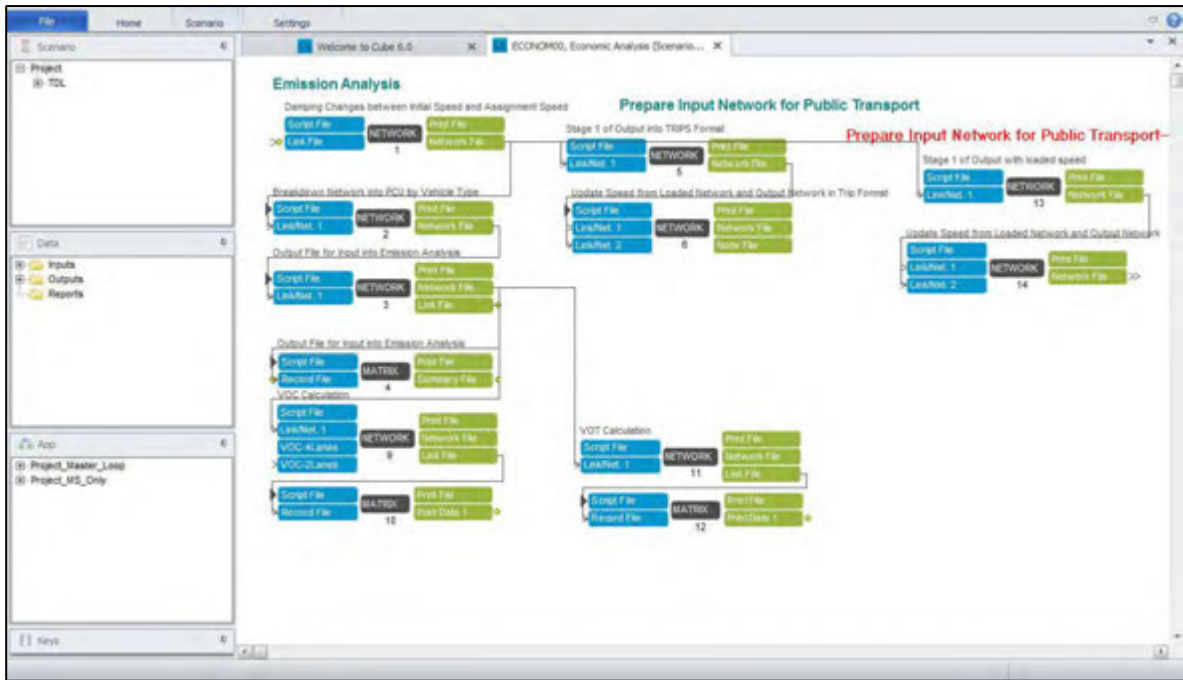 File Home Scenario Settings
Scenario
Project
TDL
Data
Inputs
Outputs
Reports
App
Project_Master_Loop
Project_MS_Only
Keys
Welcome to Cube 6.0
ECONOM00, Economic Analysis (Scenario...
Emission Analysis
Damping Changes between Initial Speed and Assignment Speed
Script File NETWORK Print File
Link File 1 Network File
Breakdown Network into PCU by Vehicle Type
Script File NETWORK Print File
Link/Net. 1 2 Network File
Output File for Input into Emission Analysis
Script File NETWORK Print File
Link/Net. 1 3 Network File
Link File
Output File for Input into Emission Analysis
Script File MATRIX Print File
Record File 4 Summary File
VOC Calculation
Script File
Link/Net. 1 NETWORK Print File
VOC-4Lanes 9 Network File
VOC-2Lanes Link File
Script File MATRIX Print File
Record File 10 Print Data 1
Prepare Input Network for Public Transport
Stage 1 of Output into TRIPS Format
Script File NETWORK Print File
Link/Net. 1 5 Network File
Update Speed from Loaded Network and Output Network in Trip Format
Script File NETWORK Print File
Link/Net. 1 6 Network File
Link/Net. 2 Node File
VOT Calculation
Script File NETWORK Print File
Link/Net. 1 11 Network File
Link File
Script File MATRIX Print File
Record File 12 Print Data 1
Prepare Input Network for Public Transport-
Stage 1 of Output with loaded speed
Script File NETWORK Print File
Link/Net. 1 13 Network File
Update Speed from Loaded Network and Output Network
Script File NETWORK Print File
Link/Net. 1 14 Network File
Link/Net. 2